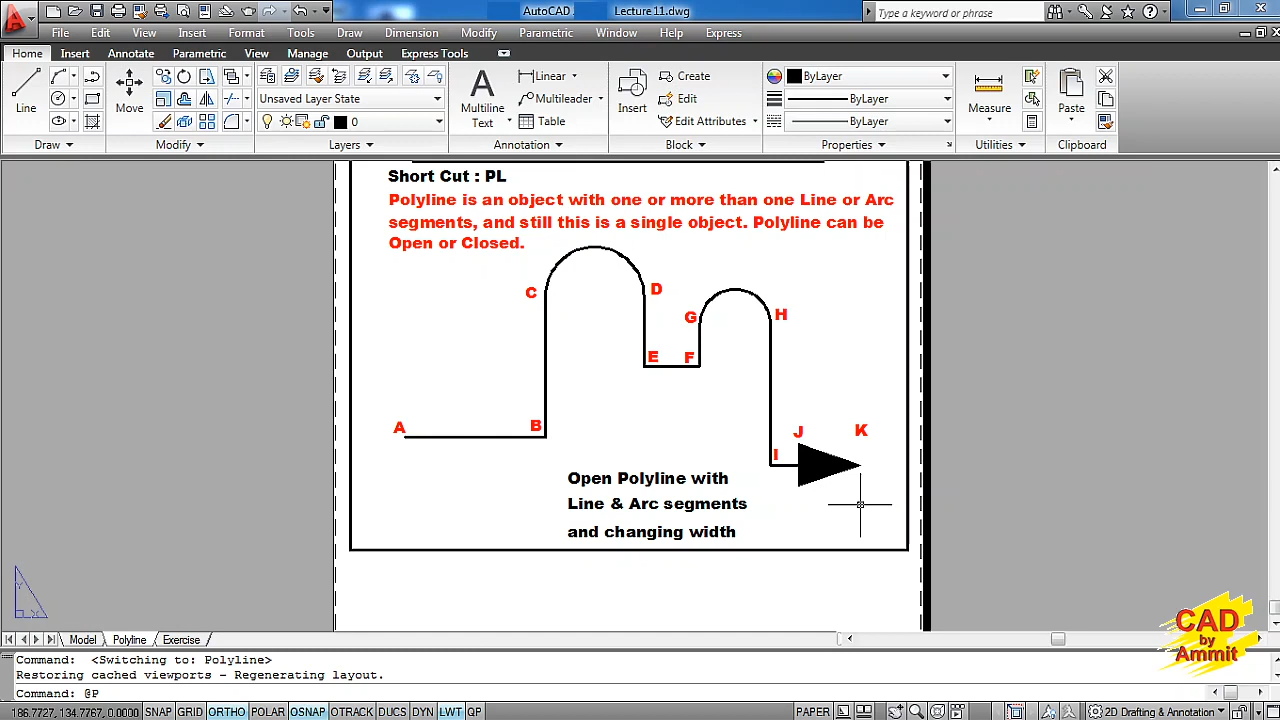 AutoCAD Lecture 11.dwg Type a keyword or phrase
File Edit View Insert Format Tools Draw Dimension Modify Parametric Window Help Express
Home Insert Annotate Parametric View Manage Output Express Tools
Line Move Unsaved Layer State 0 Multiline Text Linear Multileader Table Insert Create Edit Edit Attributes ByLayer ByLayer ByLayer Measure Paste
Draw Modify Layers Annotation Block Properties Utilities Clipboard
Short Cut : PL
Polyline is an object with one or more than one Line or Arc
segments, and still this is a single object. Polyline can be
Open or Closed.
C D
G H
E F
A B J K
I
Open Polyline with
Line & Arc segments
and changing width
Y X
CAD
by
Ammit
Model Polyline Exercise
Command: <Switching to: Polyline>
Restoring cached viewports - Regenerating layout.
Command: @P
186.7727, 134.7767, 0.0000 SNAP GRID ORTHO POLAR OSNAP OTRACK DUCS DYN LWT QP PAPER 2D Drafting & Annotation